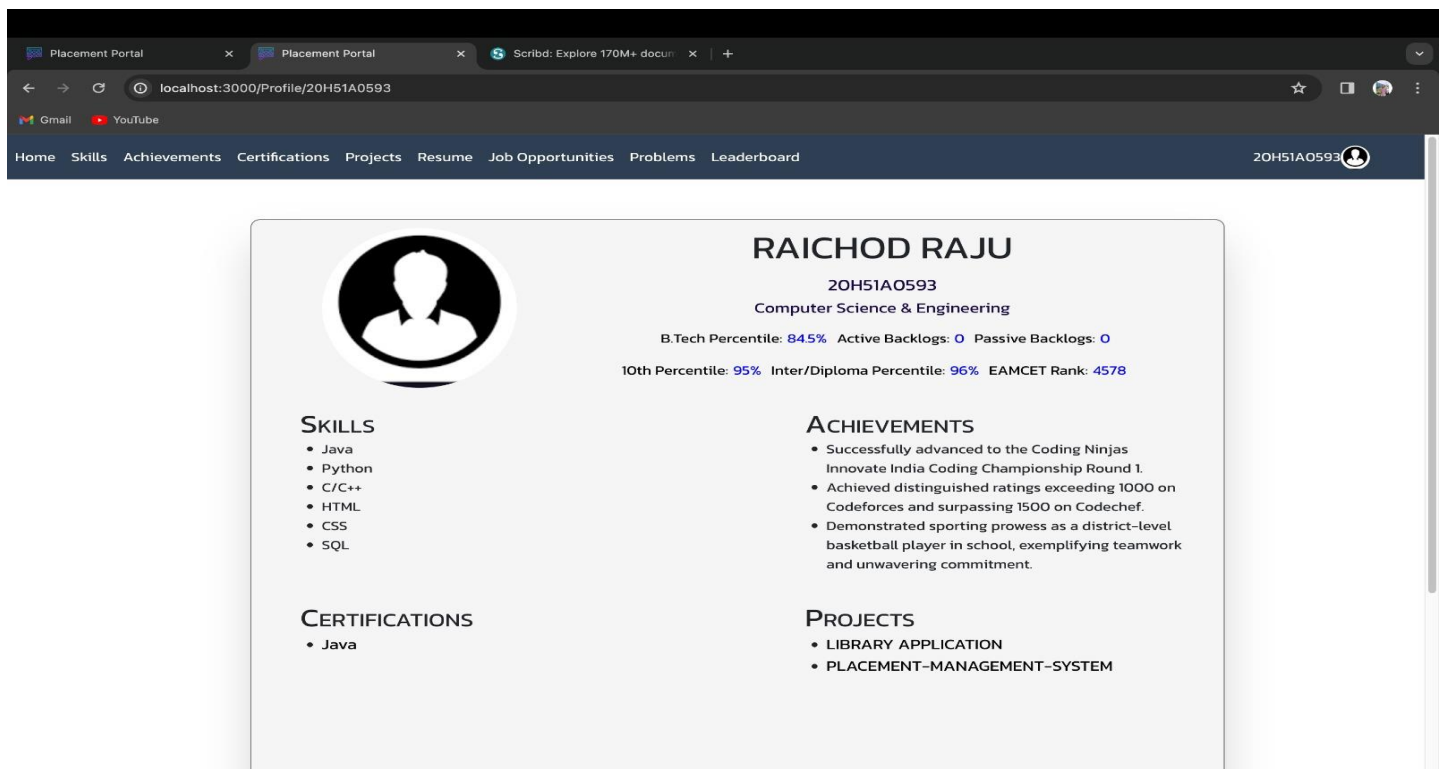 Placement Portal
Placement Portal
Scribd: Explore 170M+ docum
localhost:3000/Profile/20H51A0593
Gmail YouTube
Home Skills Achievements Certifications Projects Resume Job Opportunities Problems Leaderboard 20H51A0593
RAICHOD RAJU
20H51A0593
Computer Science & Engineering
B.Tech Percentile: 84.5% Active Backlogs: 0 Passive Backlogs: 0
10th Percentile: 95% Inter/Diploma Percentile: 96% EAMCET Rank: 4578
SKILLS
• Java
• Python
• C/C++
• HTML
• CSS
• SQL
ACHIEVEMENTS
• Successfully advanced to the Coding Ninjas
Innovate India Coding Championship Round 1.
• Achieved distinguished ratings exceeding 1000 on
Codeforces and surpassing 1500 on Codechef.
• Demonstrated sporting prowess as a district-level
basketball player in school, exemplifying teamwork
and unwavering commitment.
CERTIFICATIONS
• Java
PROJECTS
• LIBRARY APPLICATION
• PLACEMENT-MANAGEMENT-SYSTEM